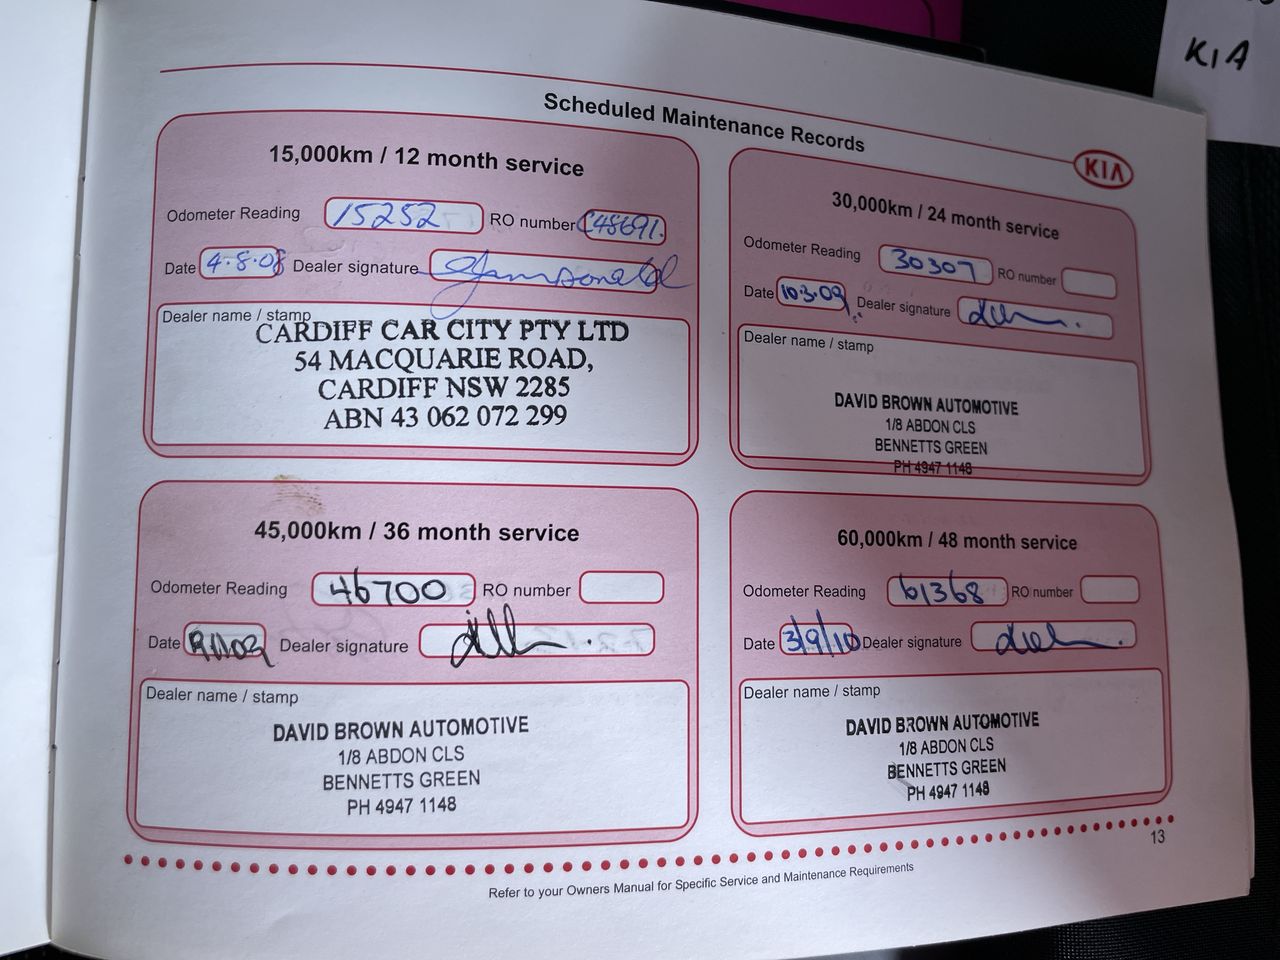 KIA
Scheduled Maintenance Records
KIA
15,000km / 12 month service
Odometer Reading 15252 RO number C48691.
Date 4.8.08 Dealer signature
Dealer name / stamp
CARDIFF CAR CITY PTY LTD
54 MACQUARIE ROAD,
CARDIFF NSW 2285
ABN 43 062 072 299
30,000km / 24 month service
Odometer Reading 30307 RO number
Date 10.3.09 Dealer signature
Dealer name / stamp
DAVID BROWN AUTOMOTIVE
1/8 ABDON CLS
BENNETTS GREEN
PH 4947 1148
45,000km / 36 month service
Odometer Reading 46700 RO number
Date Dealer signature
Dealer name / stamp
DAVID BROWN AUTOMOTIVE
1/8 ABDON CLS
BENNETTS GREEN
PH 4947 1148
60,000km / 48 month service
Odometer Reading 61368 RO number
Date 3/9/10 Dealer signature
Dealer name / stamp
DAVID BROWN AUTOMOTIVE
1/8 ABDON CLS
BENNETTS GREEN
PH 4947 1148
13
Refer to your Owners Manual for Specific Service and Maintenance Requirements